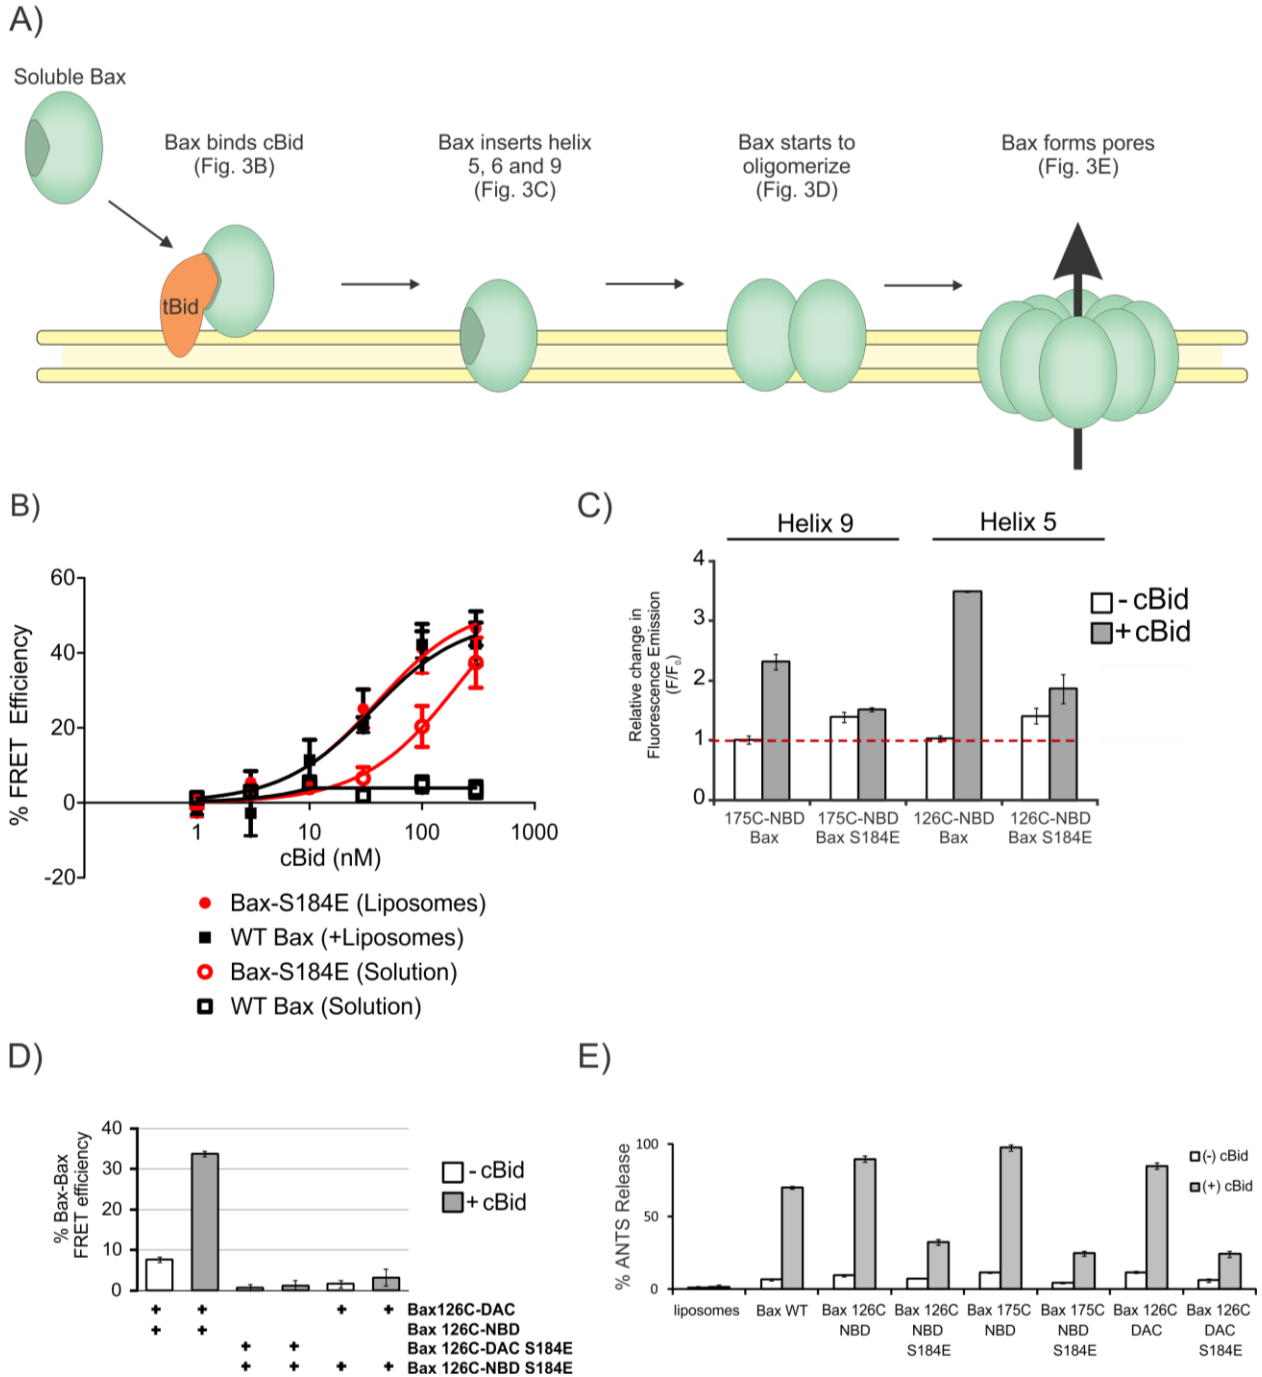 A)
Soluble Bax
Bax binds cBid
(Fig. 3B)
Bax inserts helix
5, 6 and 9
(Fig. 3C)
Bax starts to
oligomerize
(Fig. 3D)
Bax forms pores
(Fig. 3E)
tBid
B)
% FRET Efficiency
60
40
20
0
-20
1
10
100
1000
cBid (nM)
Bax-S184E (Liposomes)
WT Bax (+Liposomes)
Bax-S184E (Solution)
WT Bax (Solution)
C)
Helix 9
Helix 5
Relative change in
Fluorescence Emission
(F/F₀)
4
3
2
1
0
- cBid
+ cBid
175C-NBD
Bax
175C-NBD
Bax S184E
126C-NBD
Bax
126C-NBD
Bax S184E
D)
% Bax-Bax
FRET efficiency
40
30
20
10
0
- cBid
+ cBid
+ + + + Bax126C-DAC
+ + Bax 126C-NBD
+ + Bax 126C-DAC S184E
+ + + + Bax 126C-NBD S184E
E)
% ANTS Release
100
50
0
(-) cBid
(+) cBid
liposomes
Bax WT
Bax 126C
NBD
Bax 126C
NBD
S184E
Bax 175C
NBD
Bax 175C
NBD
S184E
Bax 126C
DAC
Bax 126C
DAC
S184E